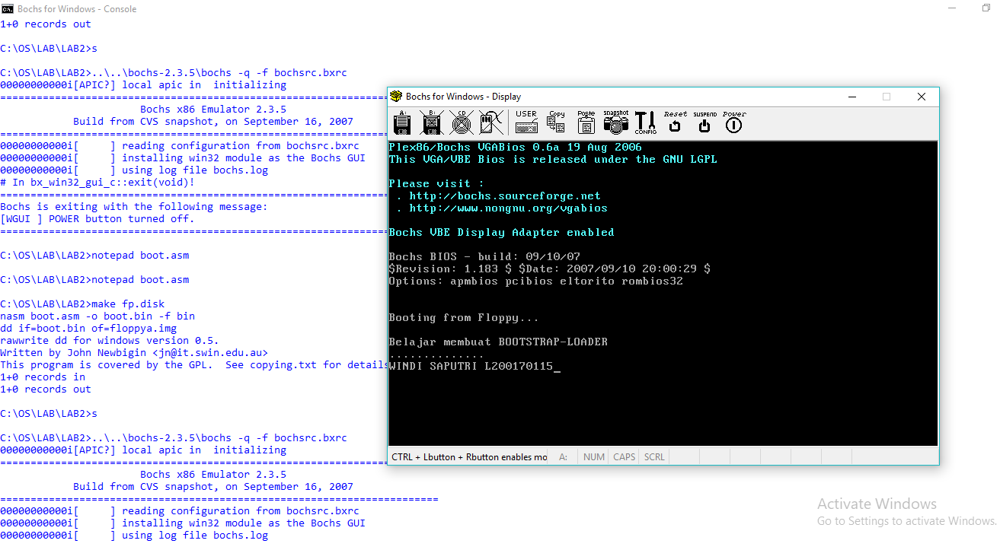 Bochs for Windows - Console
1+0 records out
C:\OS\LAB\LAB2>s
C:\OS\LAB\LAB2>..\..\bochs-2.3.5\bochs -q -f bochsrc.bxrc
00000000000i[APIC?] local apic in  initializing
========================================================================
Bochs x86 Emulator 2.3.5
Build from CVS snapshot, on September 16, 2007
========================================================================
00000000000i[     ] reading configuration from bochsrc.bxrc
00000000000i[     ] installing win32 module as the Bochs GUI
00000000000i[     ] using log file bochs.log
# In bx_win32_gui_c::exit(void)!
========================================================================
Bochs is exiting with the following message:
[WGUI ] POWER button turned off.
========================================================================
C:\OS\LAB\LAB2>notepad boot.asm
C:\OS\LAB\LAB2>notepad boot.asm
C:\OS\LAB\LAB2>make fp.disk
nasm boot.asm -o boot.bin -f bin
dd if=boot.bin of=floppya.img
rawwrite dd for windows version 0.5.
Written by John Newbigin <jn@it.swin.edu.au>
This program is covered by the GPL.  See copying.txt for details
1+0 records in
1+0 records out
C:\OS\LAB\LAB2>s
C:\OS\LAB\LAB2>..\..\bochs-2.3.5\bochs -q -f bochsrc.bxrc
00000000000i[APIC?] local apic in  initializing
========================================================================
Bochs x86 Emulator 2.3.5
Build from CVS snapshot, on September 16, 2007
========================================================================
00000000000i[     ] reading configuration from bochsrc.bxrc
00000000000i[     ] installing win32 module as the Bochs GUI
00000000000i[     ] using log file bochs.log
Bochs for Windows - Display
A: B: CD USER Copy Paste snapshot CONFIG Reset SUSPEND Power
Plex86/Bochs VGABios 0.6a 19 Aug 2006
This VGA/VBE Bios is released under the GNU LGPL
Please visit :
. http://bochs.sourceforge.net
. http://www.nongnu.org/vgabios
Bochs VBE Display Adapter enabled
Bochs BIOS - build: 09/10/07
$Revision: 1.183 $ $Date: 2007/09/10 20:00:29 $
Options: apmbios pcibios eltorito rombios32
Booting from Floppy...
Belajar membuat BOOTSTRAP-LOADER
..............
WINDI SAPUTRI L200170115_
CTRL + Lbutton + Rbutton enables mo A: NUM CAPS SCRL
Activate Windows
Go to Settings to activate Windows.